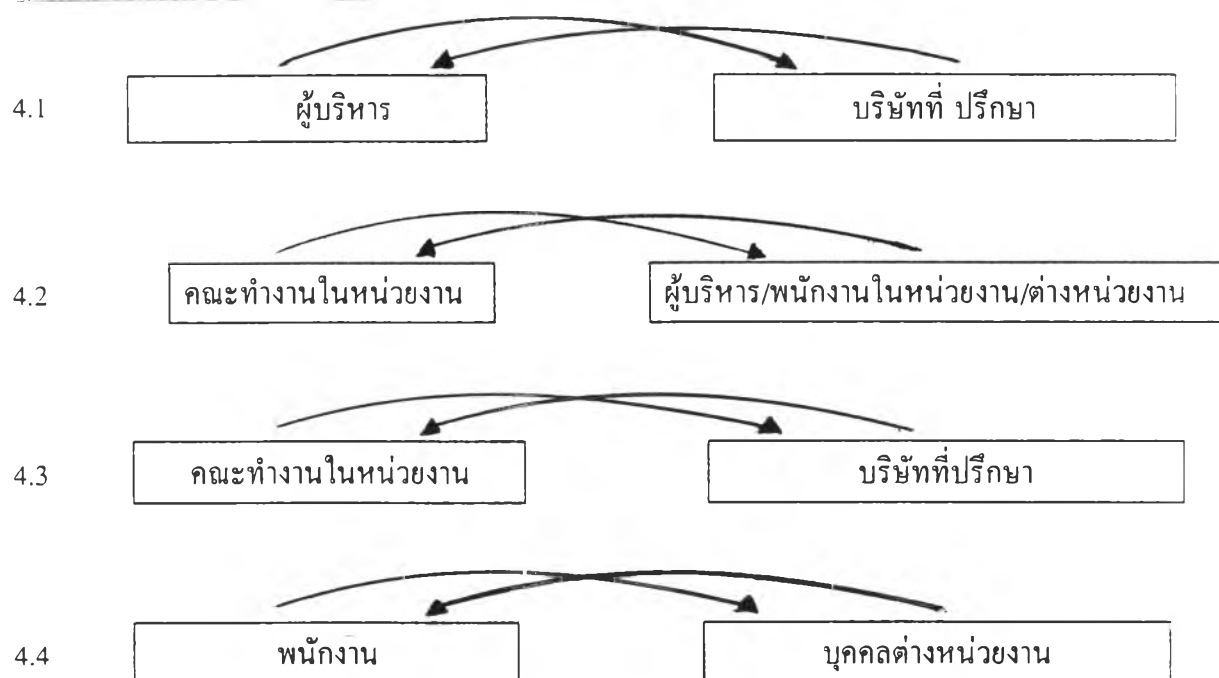 4.1 ผู้บริหาร บริษัทที่ ปรึกษา
4.2 คณะทำงานในหน่วยงาน ผู้บริหาร/พนักงานในหน่วยงาน/ต่างหน่วยงาน
4.3 คณะทำงานในหน่วยงาน บริษัทที่ปรึกษา
4.4 พนักงาน บุคคลต่างหน่วยงาน